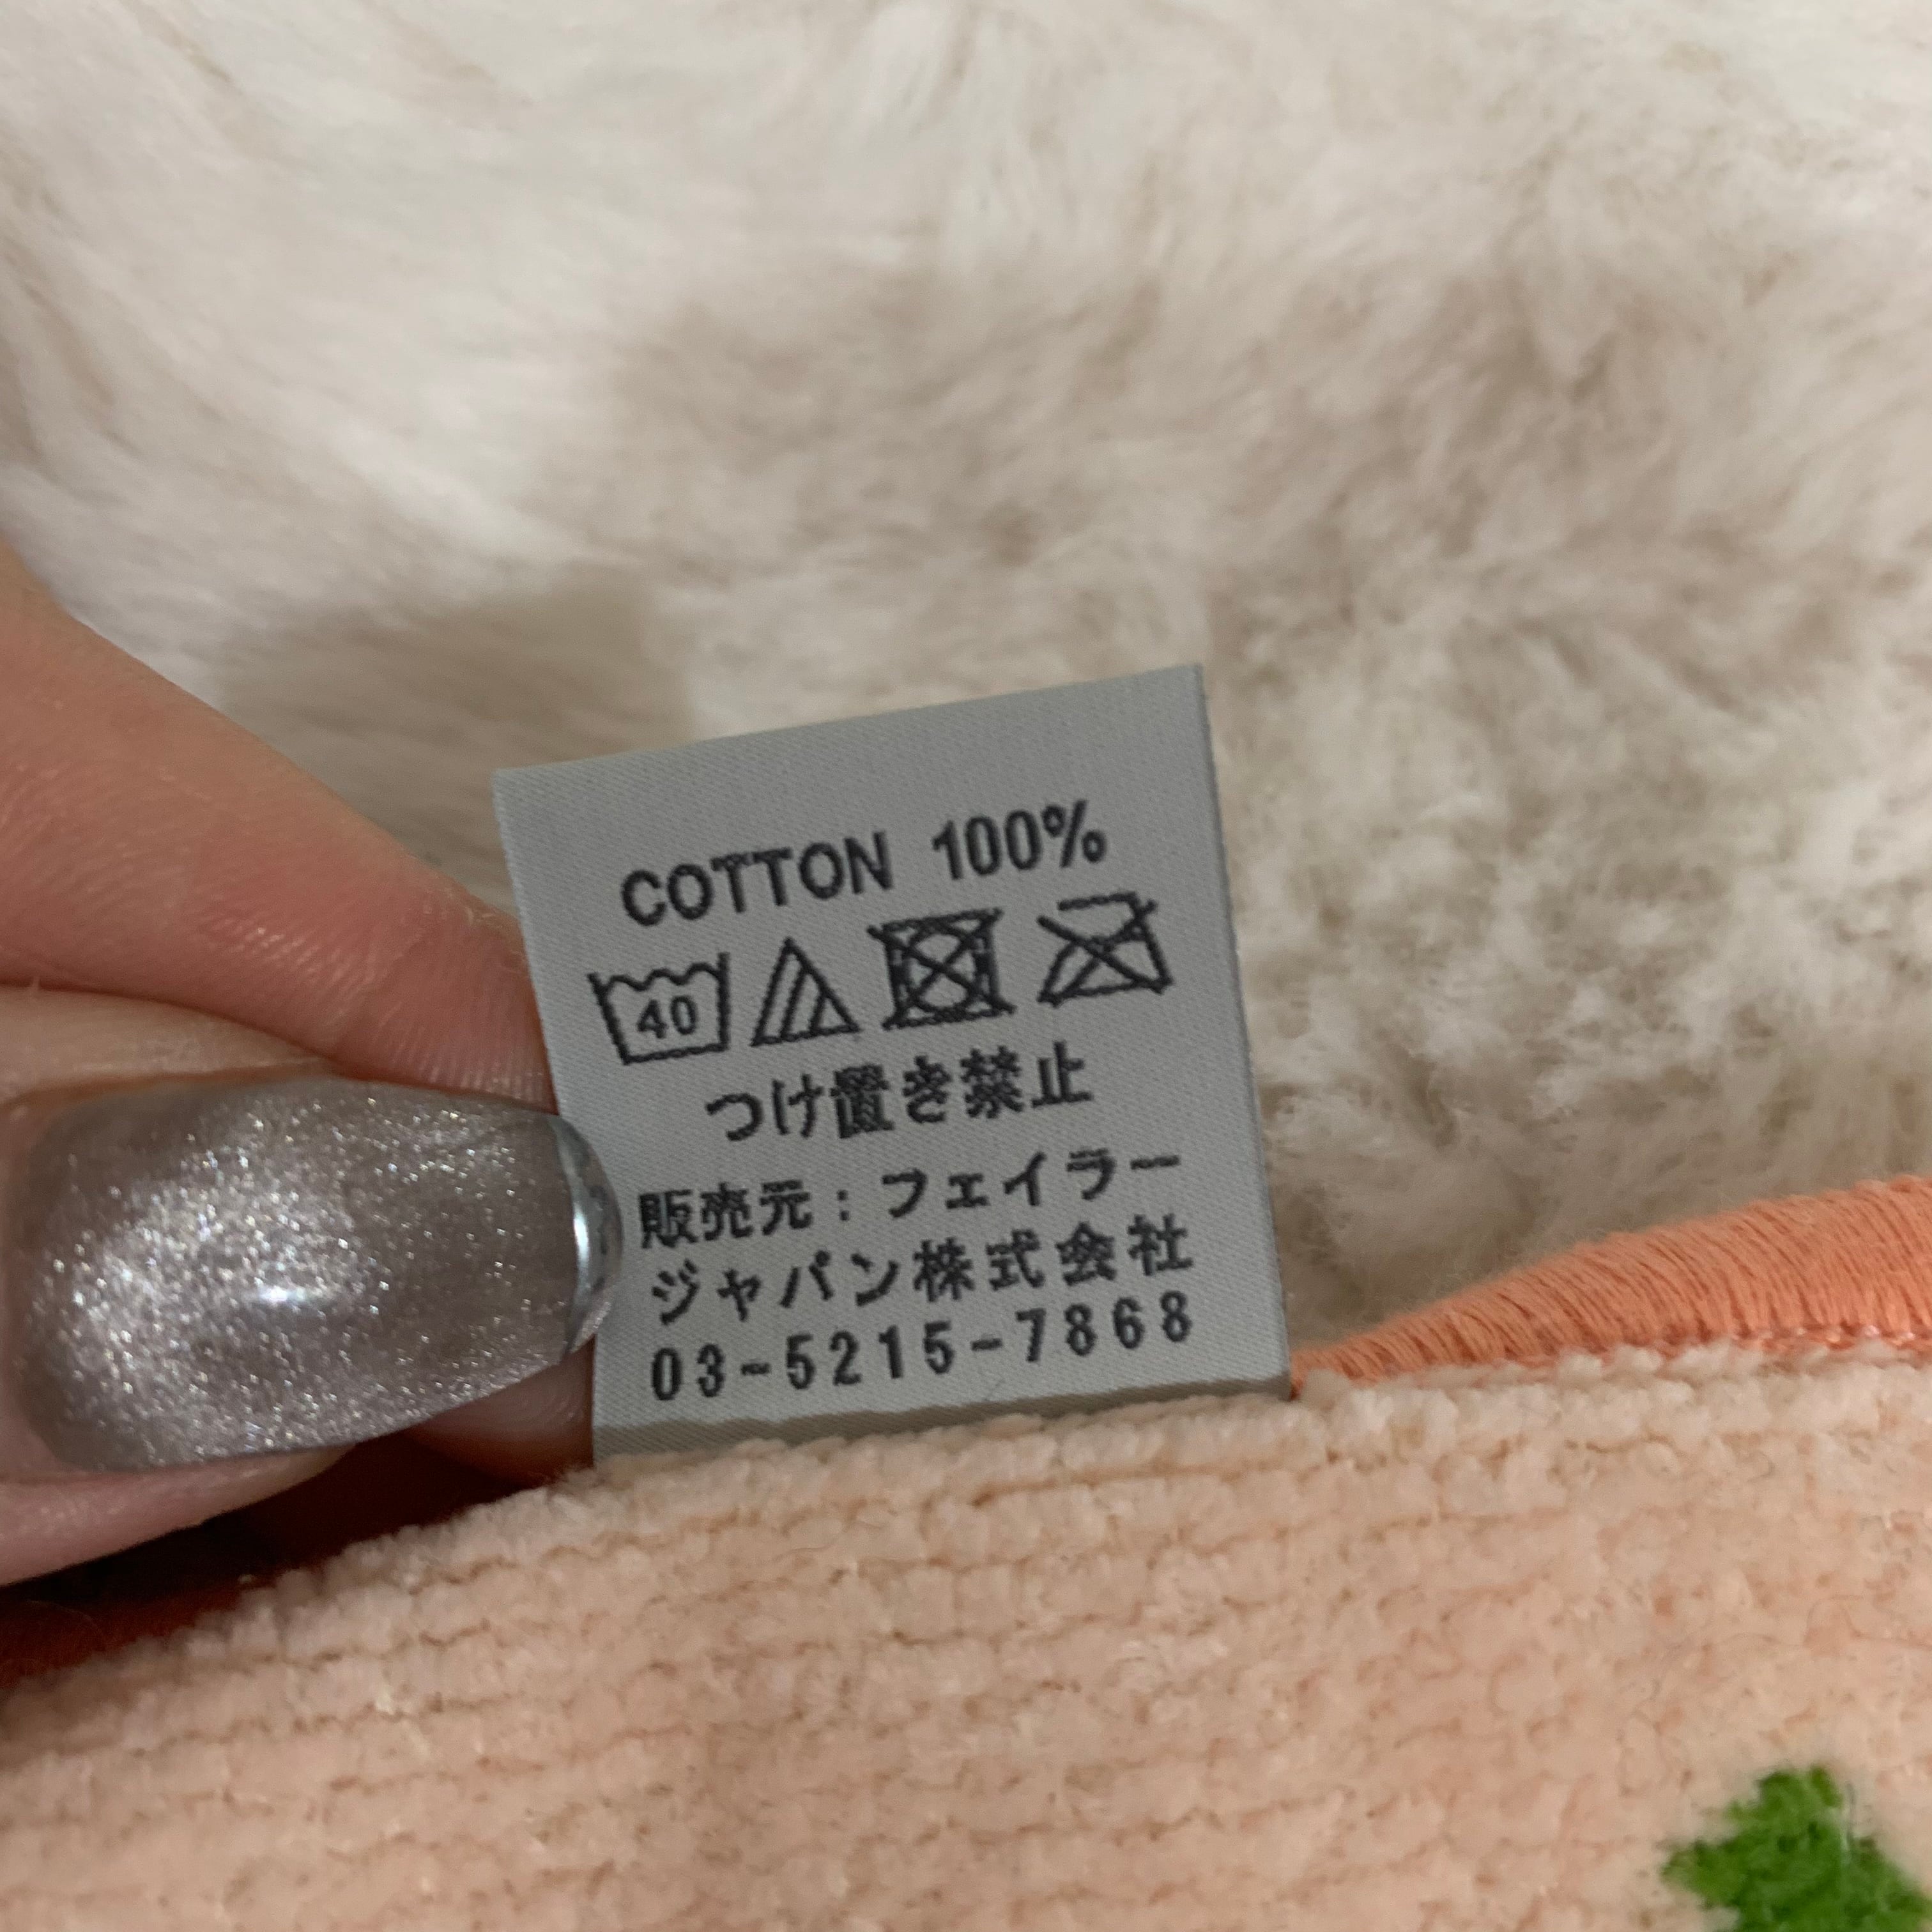 COTTON 100%
40
つけ置き禁止
販売元：フェイラー
ジャパン株式会社
03-5215-7868